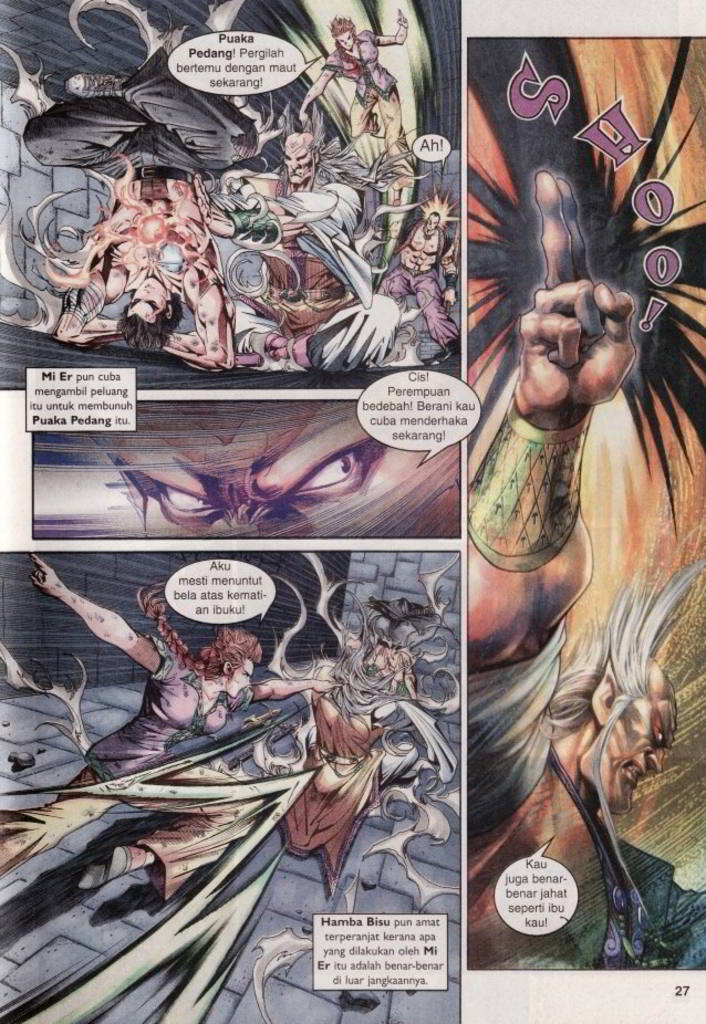 Puaka
Pedang! Pergilah
bertemu dengan maut
sekarang!
Ah!
Mi Er pun cuba
mengambil peluang
itu untuk membunuh
Puaka Pedang itu.
Cis!
Perempuan
bedebah! Berani kau
cuba menderhaka
sekarang!
Aku
mesti menuntut
bela atas kemati-
an ibuku!
Hamba Bisu pun amat
terperanjat kerana apa
yang dilakukan oleh Mi
Er itu adalah benar-benar
di luar jangkaannya.
SHOOO!
Kau
juga benar-
benar jahat
seperti ibu
kau!
27